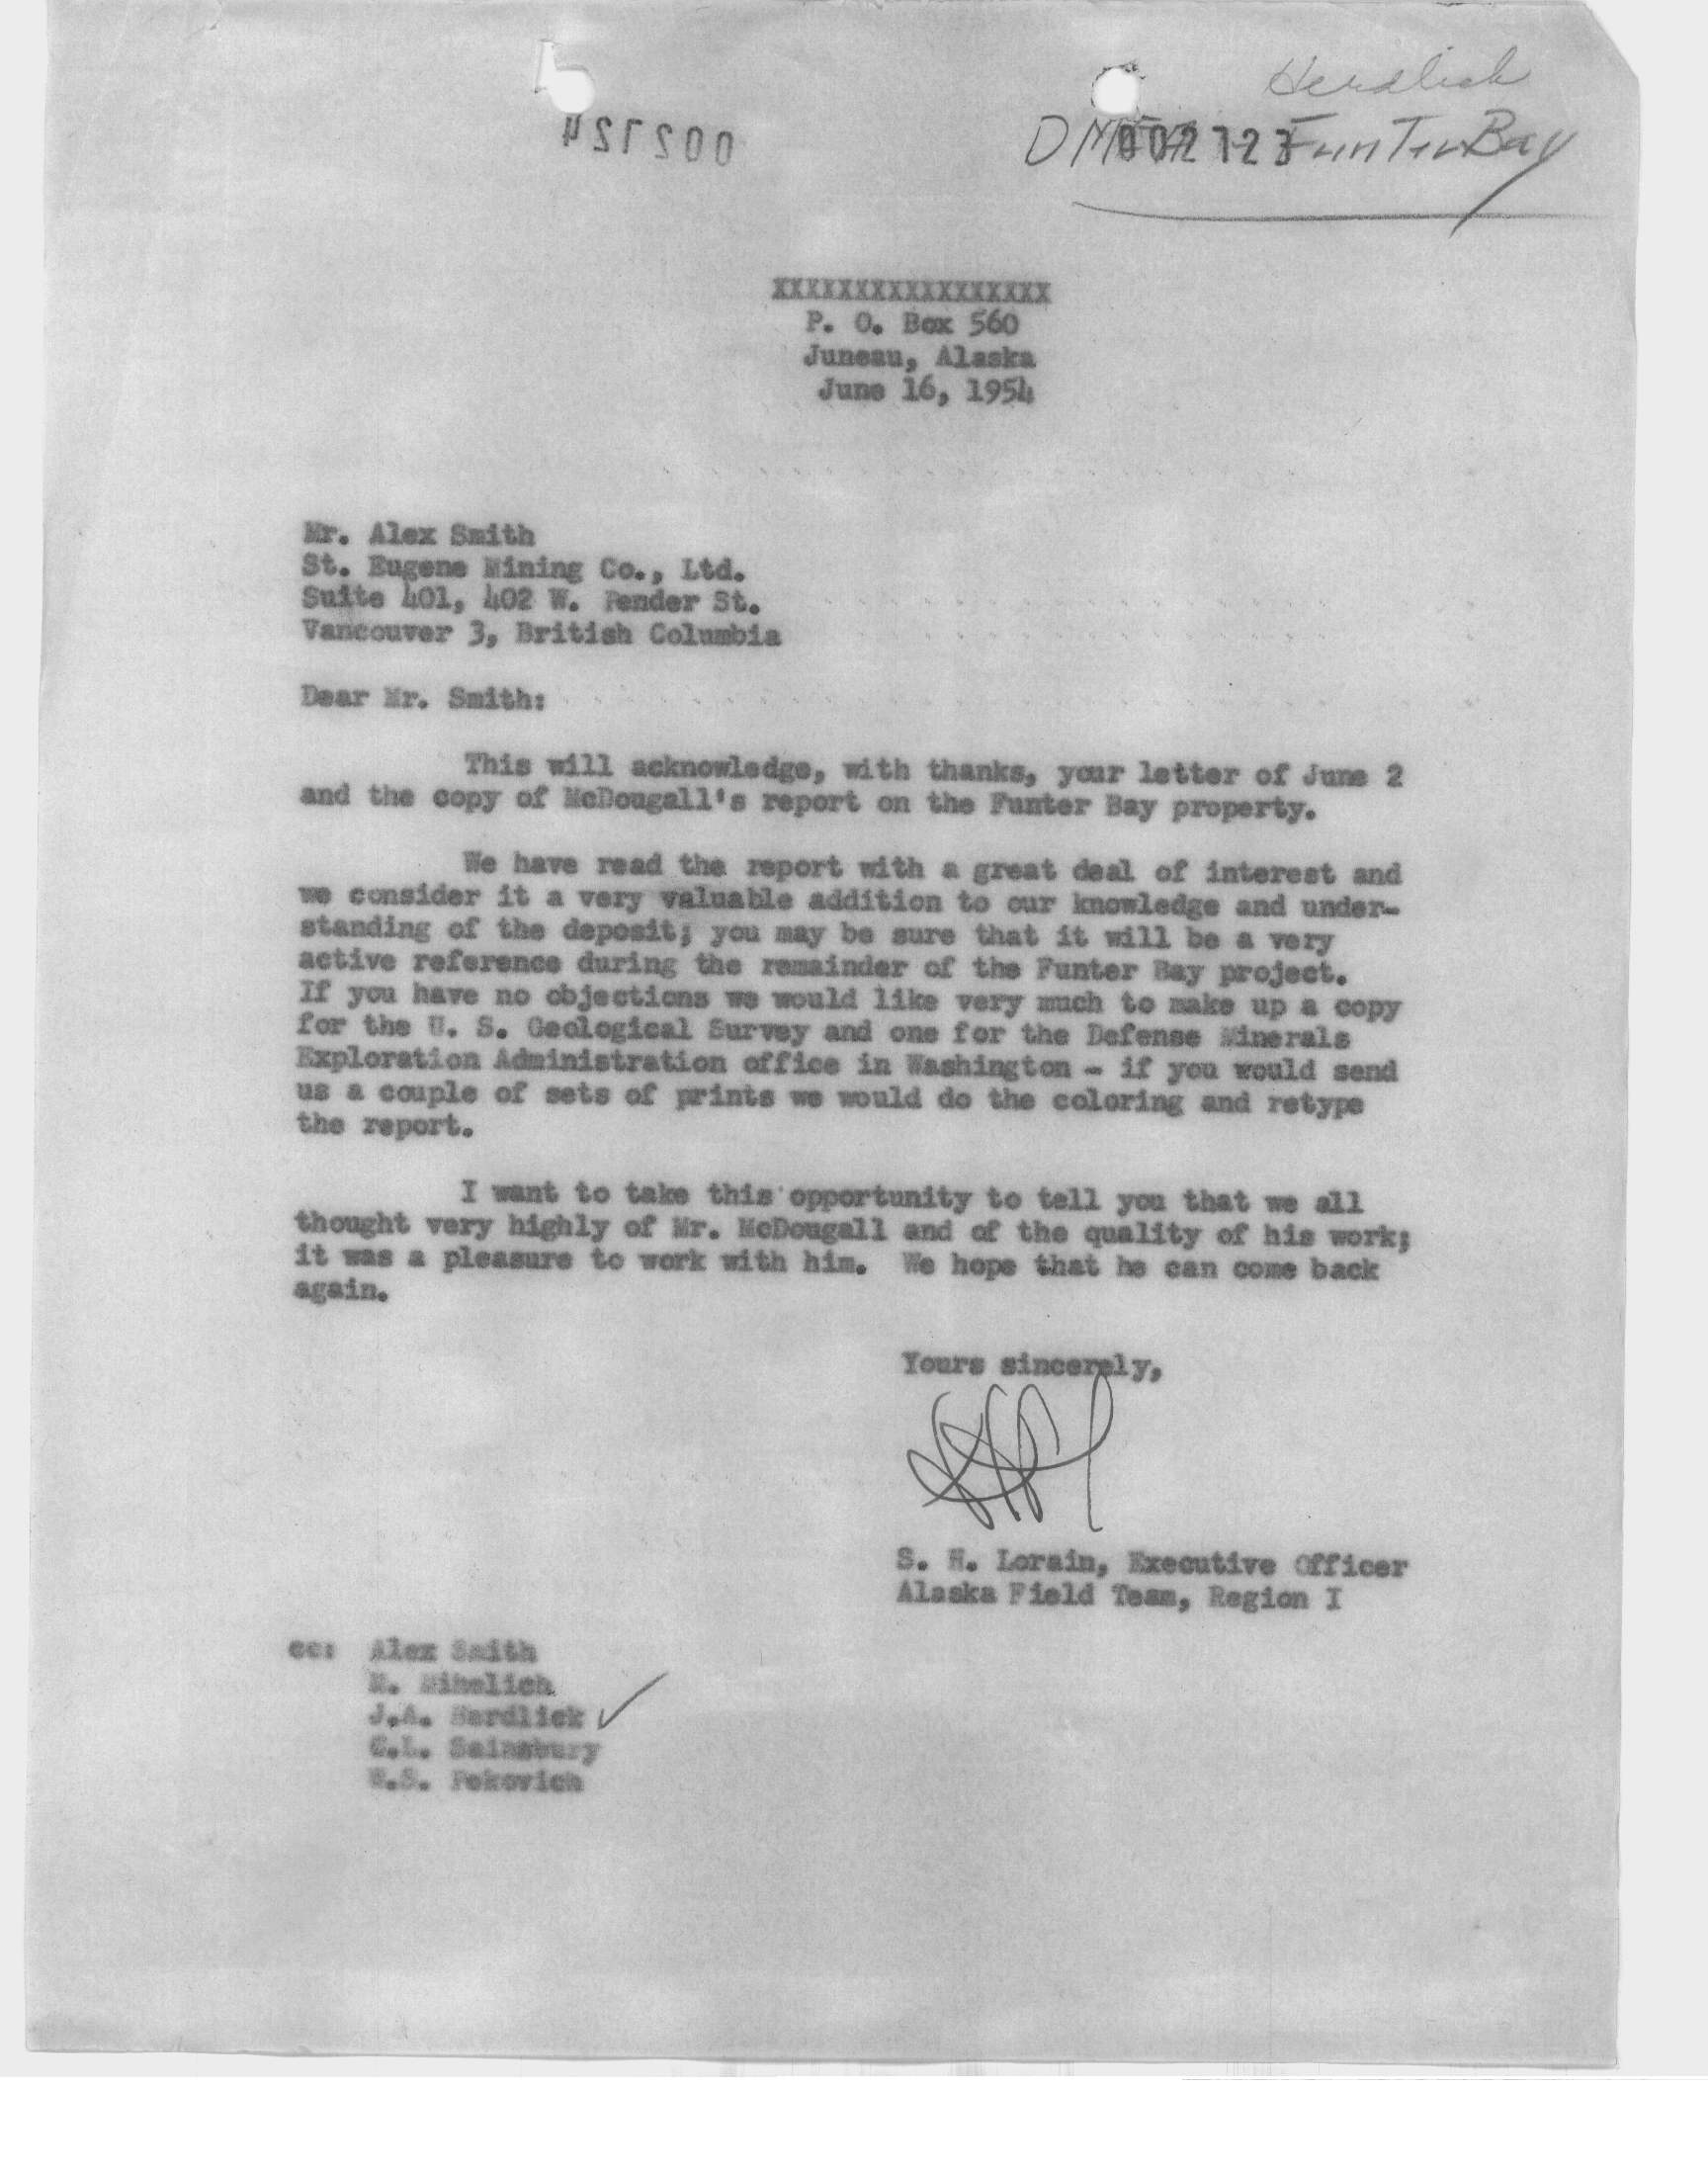 Herdlick
002124
DMEA - Funter Bay
002123
XXXXXXXXXXXXXXXXX
P. O. Box 560
Juneau, Alaska
June 16, 1954
Mr. Alex Smith
St. Eugene Mining Co., Ltd.
Suite 401, 402 W. Pender St.
Vancouver 3, British Columbia
Dear Mr. Smith:
This will acknowledge, with thanks, your letter of June 2
and the copy of McDougall's report on the Funter Bay property.
We have read the report with a great deal of interest and
we consider it a very valuable addition to our knowledge and under-
standing of the deposit; you may be sure that it will be a very
active reference during the remainder of the Funter Bay project.
If you have no objections we would like very much to make up a copy
for the U. S. Geological Survey and one for the Defense Minerals
Exploration Administration office in Washington - if you would send
us a couple of sets of prints we would do the coloring and retype
the report.
I want to take this opportunity to tell you that we all
thought very highly of Mr. McDougall and of the quality of his work;
it was a pleasure to work with him.  We hope that he can come back
again.
Yours sincerely,
S. H. Lorain, Executive Officer
Alaska Field Team, Region I
cc: Alex Smith
M. Mihelich
J.A. Herdlick
C.L. Sainsbury
W.S. Pekovich